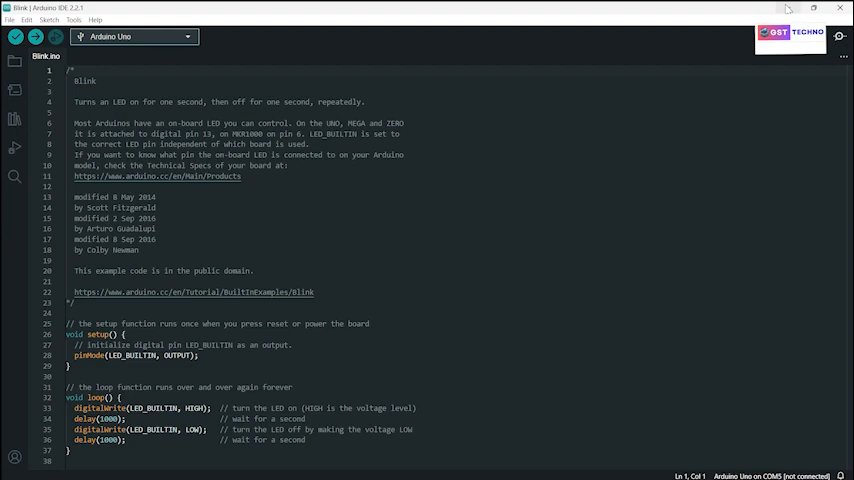 Blink | Arduino IDE 2.2.1
File Edit Sketch Tools Help
Arduino Uno
GST TECHNO
Blink.ino
1 /*
2 Blink
3
4 Turns an LED on for one second, then off for one second, repeatedly.
5
6 Most Arduinos have an on-board LED you can control. On the UNO, MEGA and ZERO
7 it is attached to digital pin 13, on MKR1000 on pin 6. LED_BUILTIN is set to
8 the correct LED pin independent of which board is used.
9 If you want to know what pin the on-board LED is connected to on your Arduino
10 model, check the Technical Specs of your board at:
11 https://www.arduino.cc/en/Main/Products
12
13 modified 8 May 2014
14 by Scott Fitzgerald
15 modified 2 Sep 2016
16 by Arturo Guadalupi
17 modified 8 Sep 2016
18 by Colby Newman
19
20 This example code is in the public domain.
21
22 https://www.arduino.cc/en/Tutorial/BuiltInExamples/Blink
23 */
24
25 // the setup function runs once when you press reset or power the board
26 void setup() {
27 // initialize digital pin LED_BUILTIN as an output.
28 pinMode(LED_BUILTIN, OUTPUT);
29 }
30
31 // the loop function runs over and over again forever
32 void loop() {
33 digitalWrite(LED_BUILTIN, HIGH); // turn the LED on (HIGH is the voltage level)
34 delay(1000); // wait for a second
35 digitalWrite(LED_BUILTIN, LOW); // turn the LED off by making the voltage LOW
36 delay(1000); // wait for a second
37 }
38
Ln 1, Col 1 Arduino Uno on COM5 [not connected]